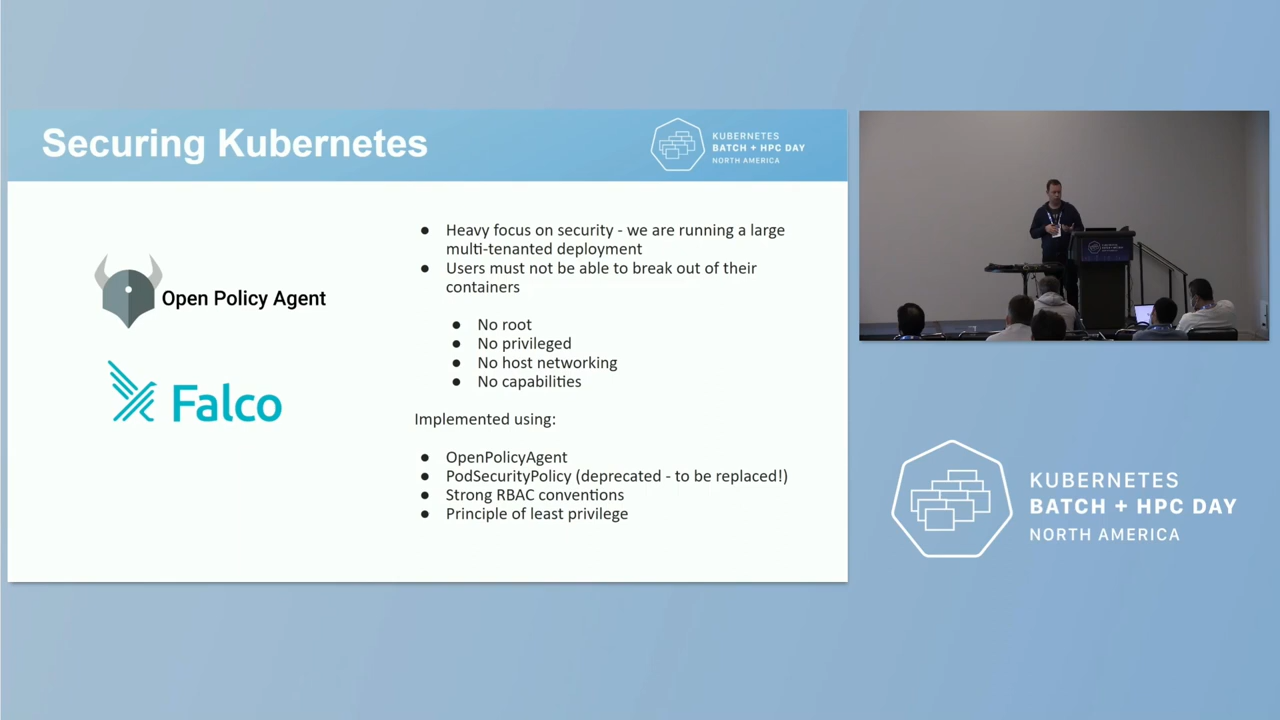 Securing Kubernetes
KUBERNETES
BATCH + HPC DAY
NORTH AMERICA
Open Policy Agent
Falco
● Heavy focus on security - we are running a large
multi-tenanted deployment
● Users must not be able to break out of their
containers
● No root
● No privileged
● No host networking
● No capabilities
Implemented using:
● OpenPolicyAgent
● PodSecurityPolicy (deprecated - to be replaced!)
● Strong RBAC conventions
● Principle of least privilege
KUBERNETES
BATCH + HPC DAY
NORTH AMERICA